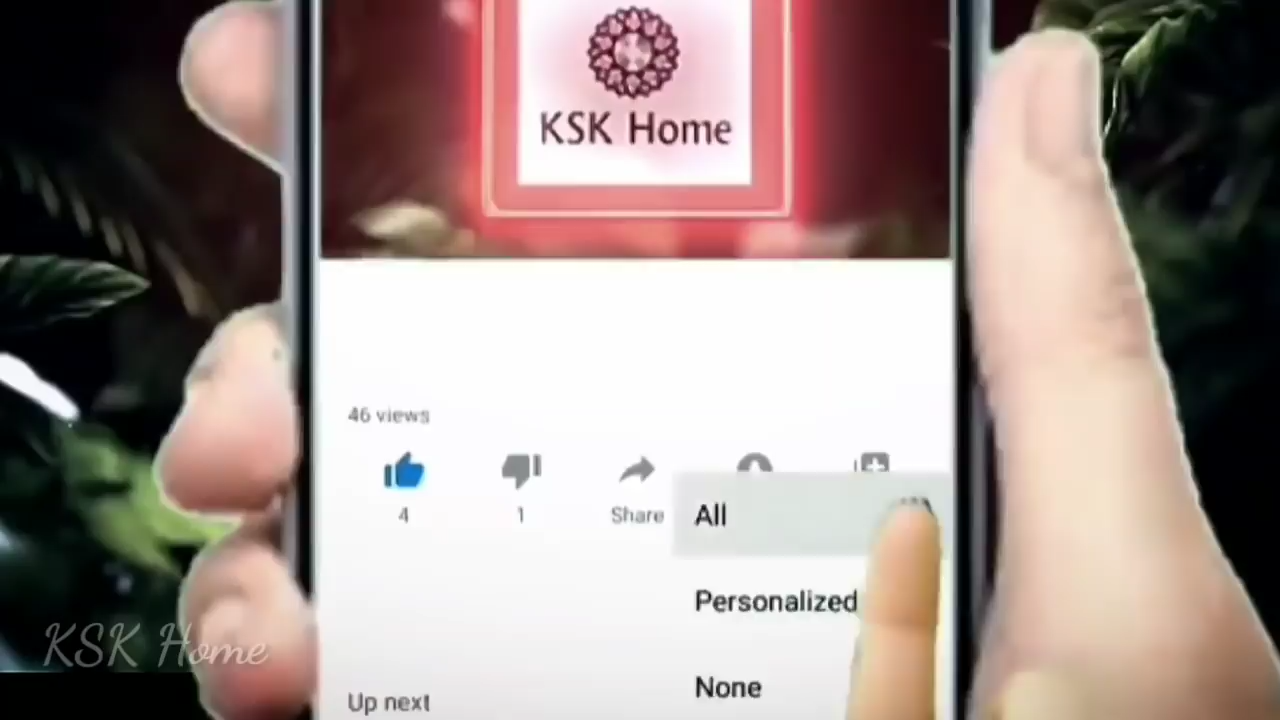 KSK Home
46 views
4
1
Share
All
Personalized
None
Up next
KSK Home